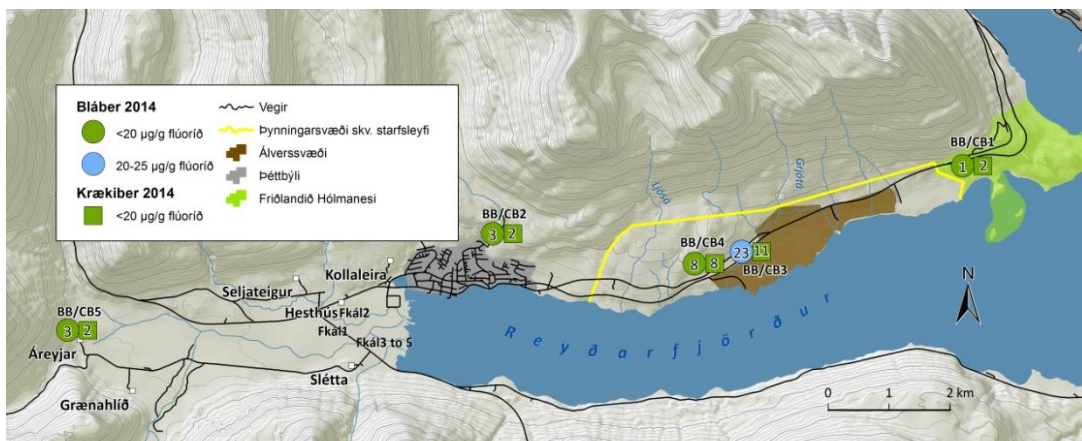 Bláber 2014
<20 µg/g flúoríð
20-25 µg/g flúoríð
Krækiber 2014
<20 µg/g flúoríð
Vegir
Þynningarsvæði skv. starfsleyfi
Álverssvæði
Þéttbýli
Friðlandið Hólmanesi
BB/CB1
1 2
Grjótá
Ljósá
BB/CB2
3 2
BB/CB4
8 8
23 11
BB/CB3
Kollaleira
Seljateigur
Hesthús
Fkál2
Fkál1
BB/CB5
3 2
Áreyjar
Fkál3 to 5
Slétta
Grænahlíð
Reyðarfjörður
N
0 1 2 km